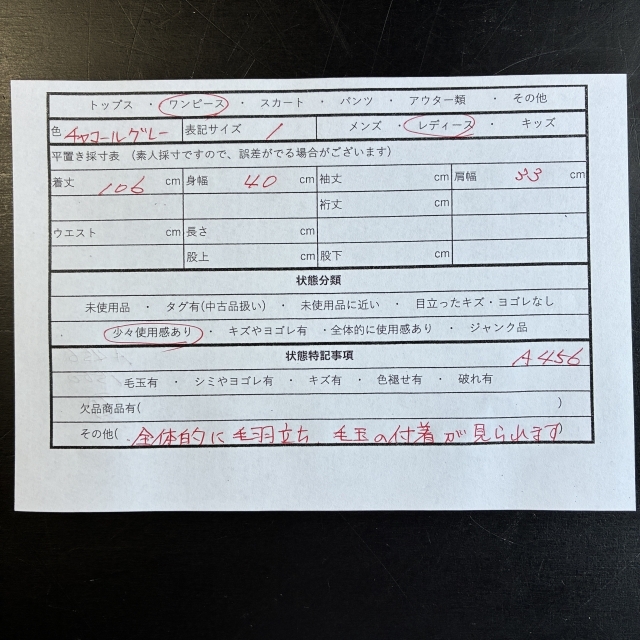 トップス ・ ワンピース ・ スカート ・ パンツ ・ アウター類 ・ その他
色 チャコールグレー 表記サイズ 1 メンズ ・ レディース ・ キッズ
平置き採寸表 (素人採寸ですので、誤差がでる場合がございます)
着丈 106 cm 身幅 40 cm 袖丈 cm 肩幅 33 cm
裄丈 cm
ウエスト cm 長さ cm
股上 cm 股下 cm
状態分類
未使用品 ・ タグ有(中古品扱い) ・ 未使用品に近い ・ 目立ったキズ・ヨゴレなし
少々使用感あり ・ キズやヨゴレ有 ・全体的に使用感あり ・ ジャンク品
状態特記事項 A456
毛玉有 ・ シミやヨゴレ有 ・ キズ有 ・ 色褪せ有 ・ 破れ有
欠品商品有( )
その他( 全体的に毛羽立ち、毛玉の付着が見られます)